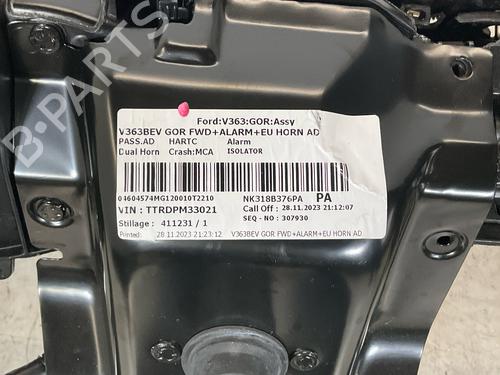 B-PARTS
Ford:V363:GOR:Assy
V363BEV GOR FWD+ALARM+EU HORN AD
PASS.AD HARTC Alarm
Dual Horn Crash:MCA ISOLATOR
04604574MG120010T2210 NK318B376PA PA
VIN : TTRDPM33021 Call Off : 28.11.2023 21:12:07
SEQ - NO : 307930
Stillage : 411231 / 1
Printed: 28.11.2023 21:23:12 V363BEV GOR FWD+ALARM+EU HORN AD